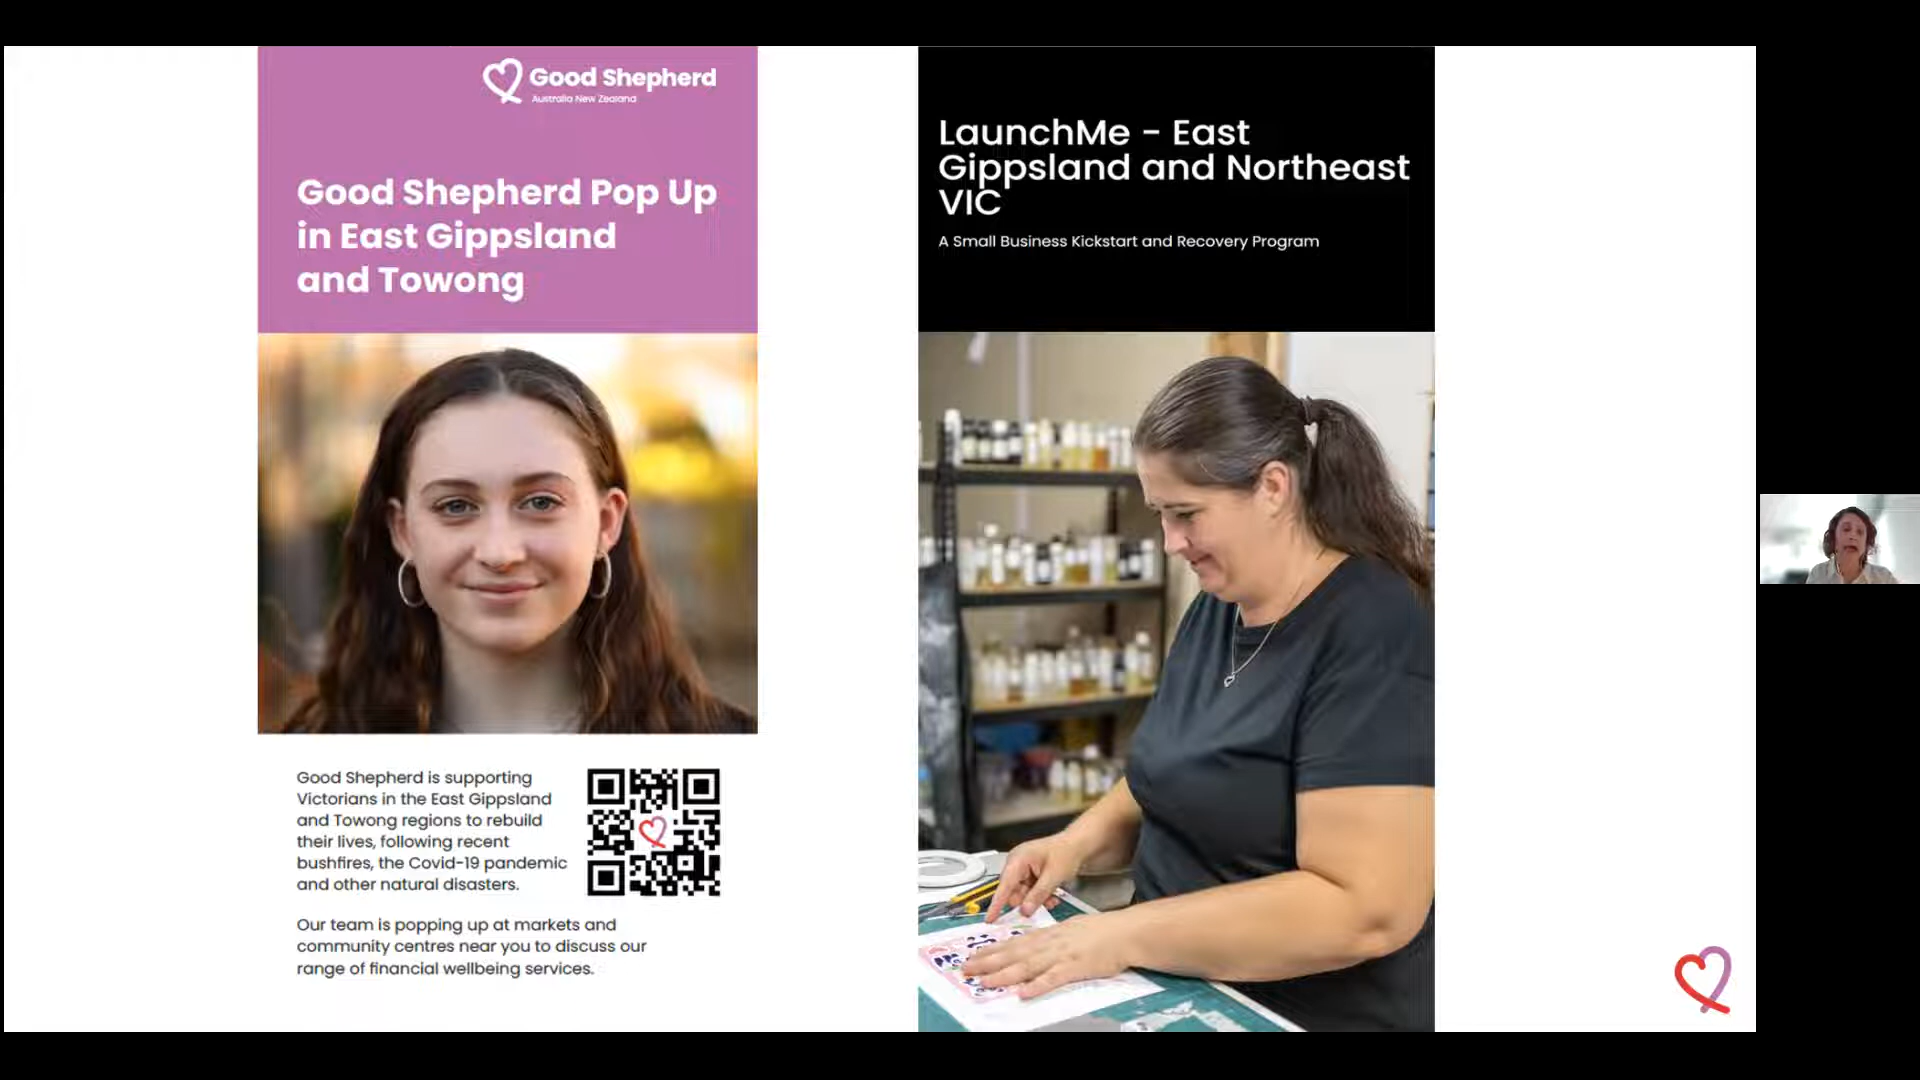 Good Shepherd
Australia New Zealand
Good Shepherd Pop Up
in East Gippsland
and Towong
Good Shepherd is supporting
Victorians in the East Gippsland
and Towong regions to rebuild
their lives, following recent
bushfires, the Covid-19 pandemic
and other natural disasters.
Our team is popping up at markets and
community centres near you to discuss our
range of financial wellbeing services.
LaunchMe - East
Gippsland and Northeast
VIC
A Small Business Kickstart and Recovery Program